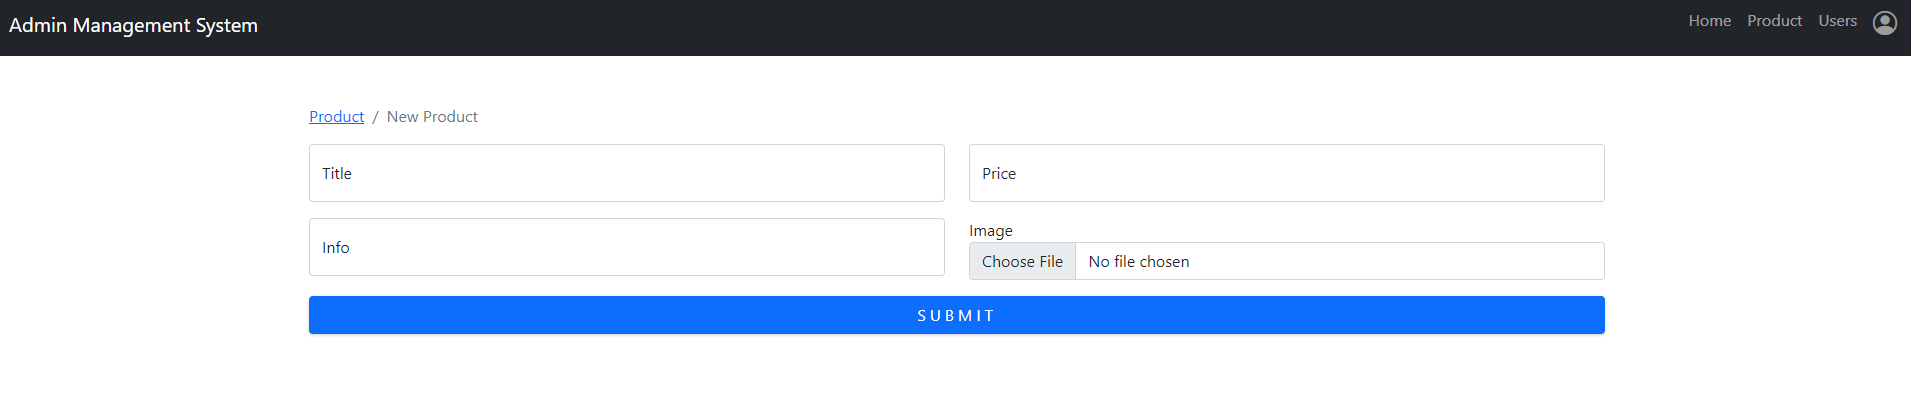 Admin Management System
Home Product Users
Product / New Product
Title
Price
Info
Image
Choose File No file chosen
SUBMIT